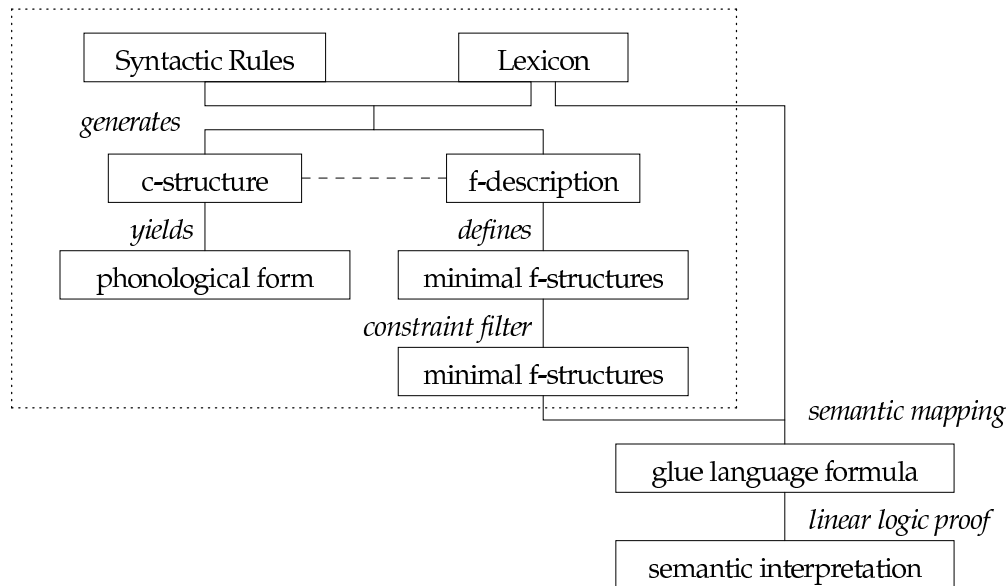 Syntactic Rules
Lexicon
generates
c-structure
f-description
yields
defines
phonological form
minimal f-structures
constraint filter
minimal f-structures
semantic mapping
glue language formula
linear logic proof
semantic interpretation